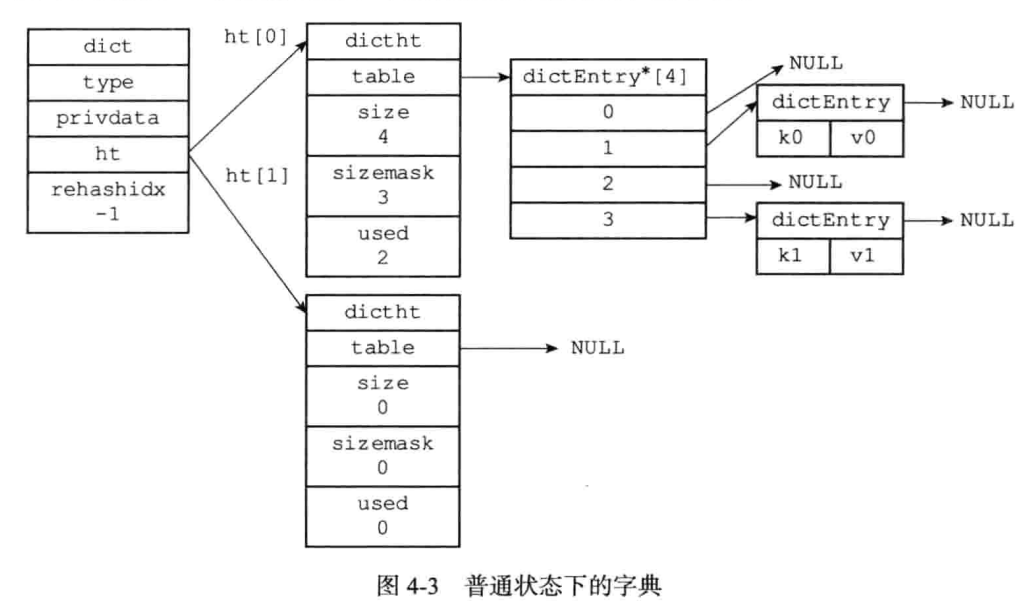 dict
type
privdata
ht
rehashidx
-1
ht[0]
ht[1]
dictht
table
size
4
sizemask
3
used
2
dictEntry*[4]
0
1
2
3
NULL
dictEntry
k0 v0
NULL
NULL
dictEntry
k1 v1
NULL
dictht
table
NULL
size
0
sizemask
0
used
0
图 4-3 普通状态下的字典